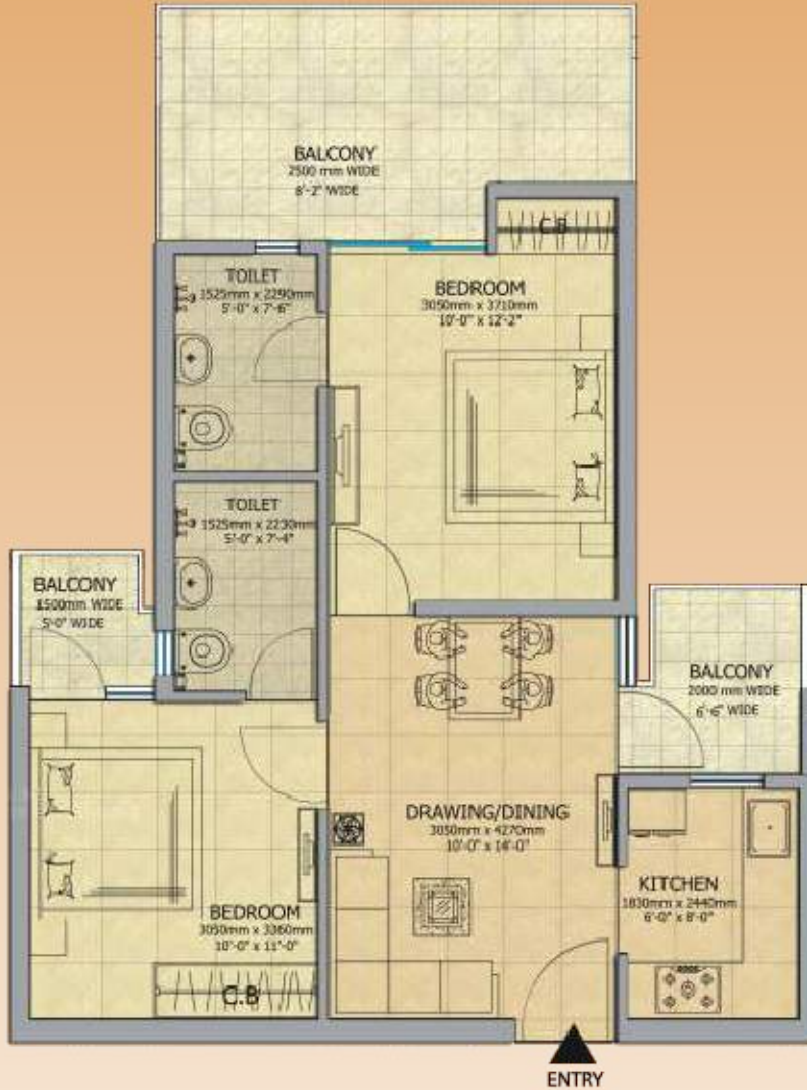 BALCONY
2500 mm WIDE
8'-2" WIDE
C.B
TOILET
1525mm x 2290mm
5'-0" x 7'-6"
BEDROOM
3050mm x 3710mm
10'-0" x 12'-2"
TOILET
1525mm x 2230mm
5'-0" x 7'-4"
BALCONY
1500mm WIDE
5'-0" WIDE
BALCONY
2000 mm WIDE
6'-6" WIDE
DRAWING/DINING
3050mm x 4270mm
10'-0" x 14'-0"
KITCHEN
1830mm x 2440mm
6'-0" x 8'-0"
BEDROOM
3050mm x 3360mm
10'-0" x 11'-0"
C.B
ENTRY